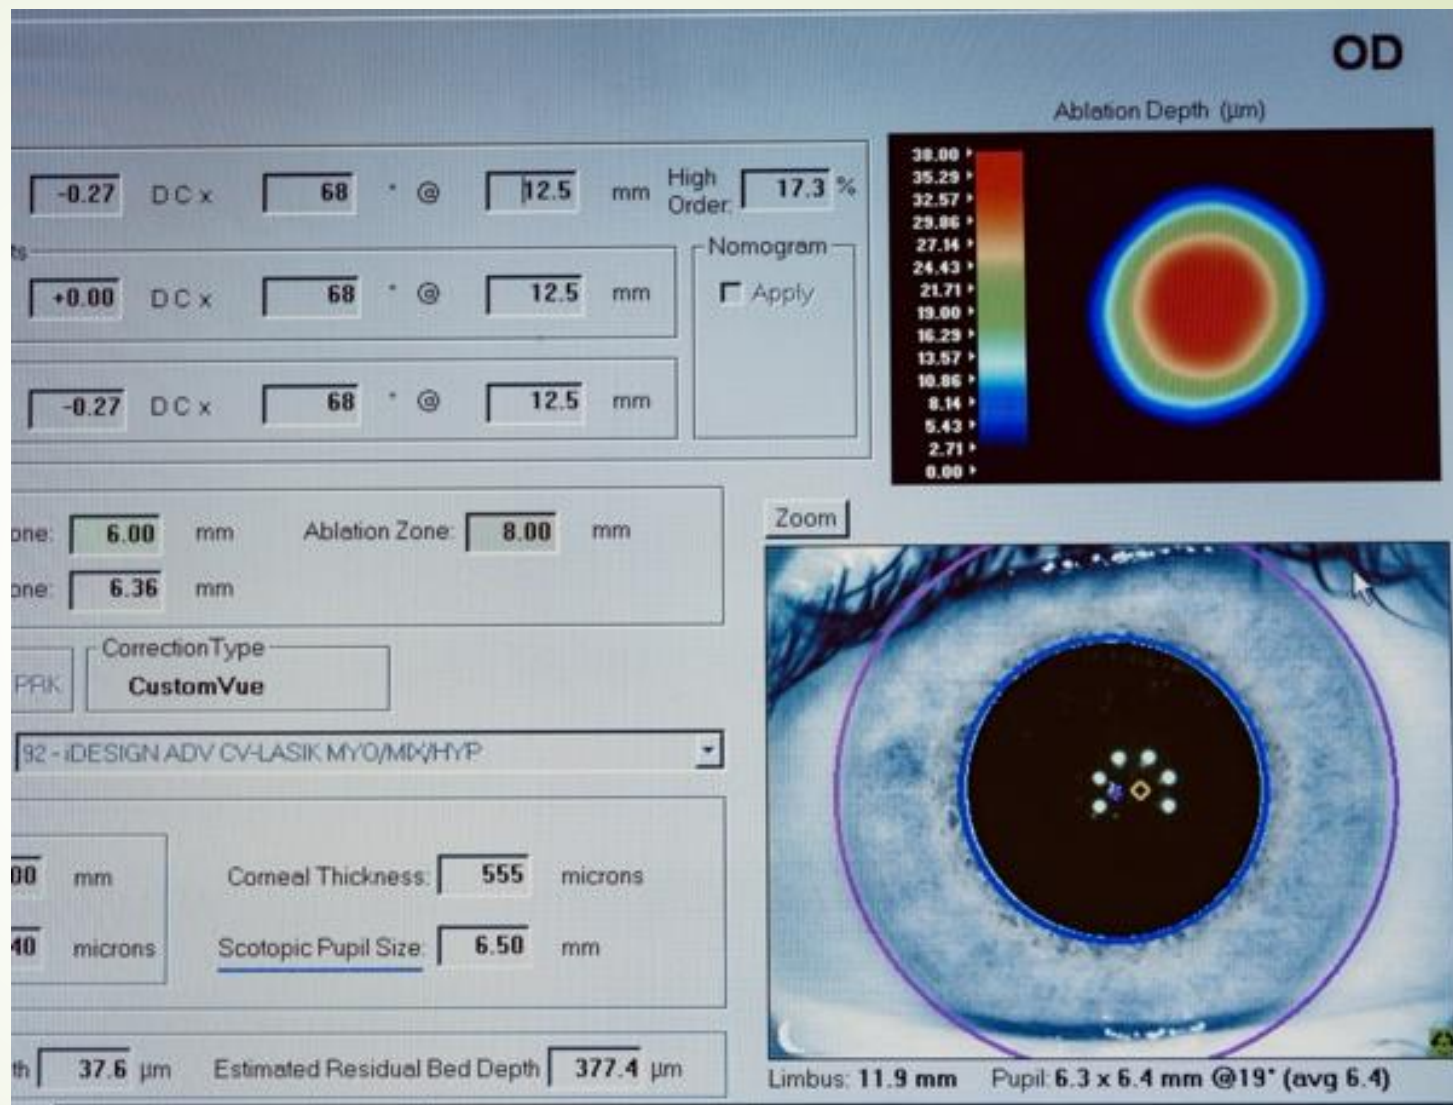 OD
Ablation Depth (µm)
-0.27 D C x 68 ° @ 12.5 mm High Order: 17.3 %
ts
+0.00 D C x 68 ° @ 12.5 mm
Nomogram
Apply
-0.27 D C x 68 ° @ 12.5 mm
38.00
35.29
32.57
29.86
27.14
24.43
21.71
19.00
16.29
13.57
10.86
8.14
5.43
2.71
0.00
one: 6.00 mm Ablation Zone: 8.00 mm
one: 6.36 mm
Zoom
PRK
Correction Type
CustomVue
92 - iDESIGN ADV CV-LASIK MYO/MIX/HYP
00 mm Corneal Thickness: 555 microns
40 microns Scotopic Pupil Size: 6.50 mm
th 37.6 µm Estimated Residual Bed Depth 377.4 µm
Limbus: 11.9 mm Pupil: 6.3 x 6.4 mm @19° (avg 6.4)